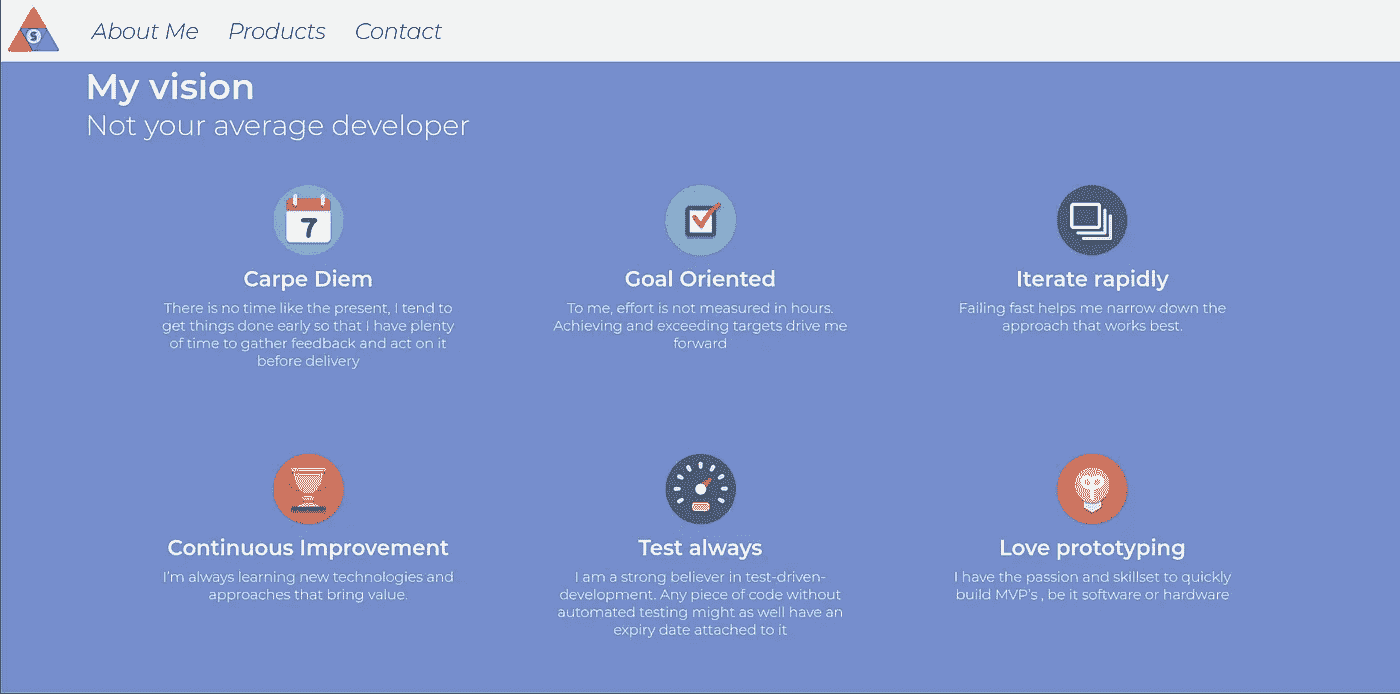 S
About Me Products Contact
My vision
Not your average developer
7
Carpe Diem
There is no time like the present, I tend to
get things done early so that I have plenty
of time to gather feedback and act on it
before delivery
Goal Oriented
To me, effort is not measured in hours.
Achieving and exceeding targets drive me
forward
Iterate rapidly
Failing fast helps me narrow down the
approach that works best.
Continuous Improvement
I'm always learning new technologies and
approaches that bring value.
Test always
I am a strong believer in test-driven-
development. Any piece of code without
automated testing might as well have an
expiry date attached to it
Love prototyping
I have the passion and skillset to quickly
build MVP's , be it software or hardware